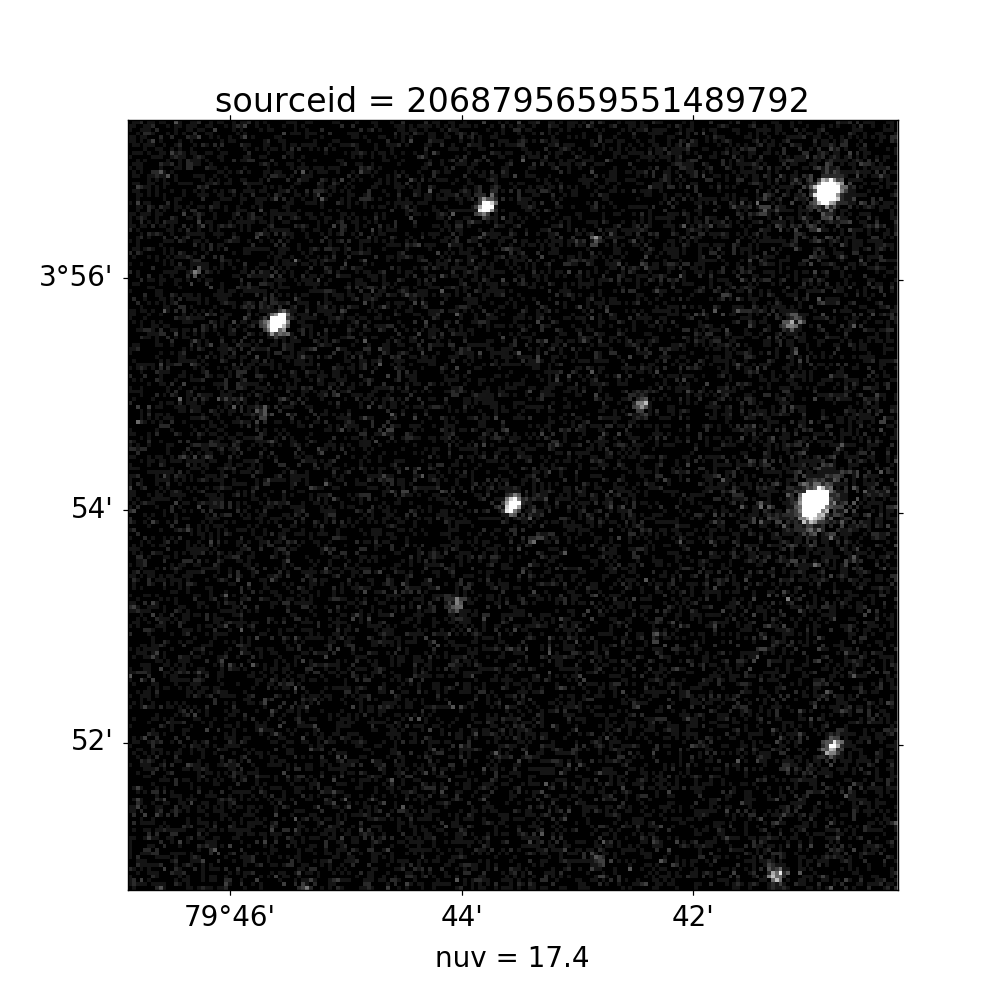 sourceid = 2068795659551489792
3°56'
54'
52'
79°46' 44' 42'
nuv = 17.4